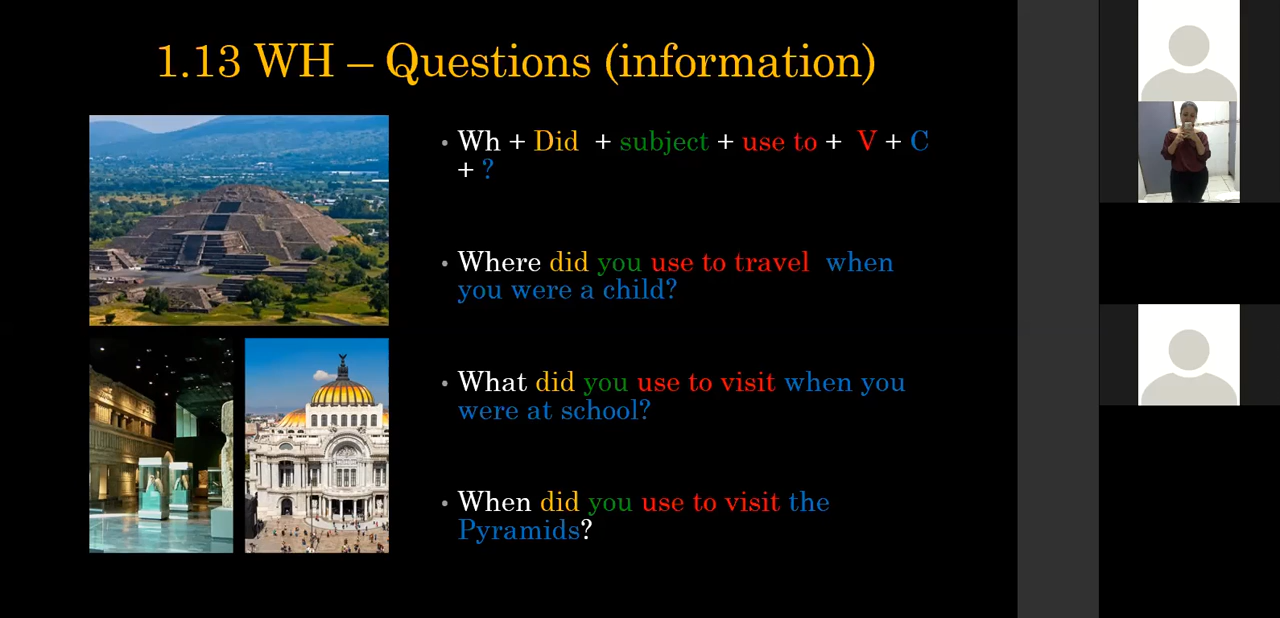 1.13 WH – Questions (information)
• Wh + Did + subject + use to + V + C
+ ?
• Where did you use to travel when
you were a child?
• What did you use to visit when you
were at school?
• When did you use to visit the
Pyramids?